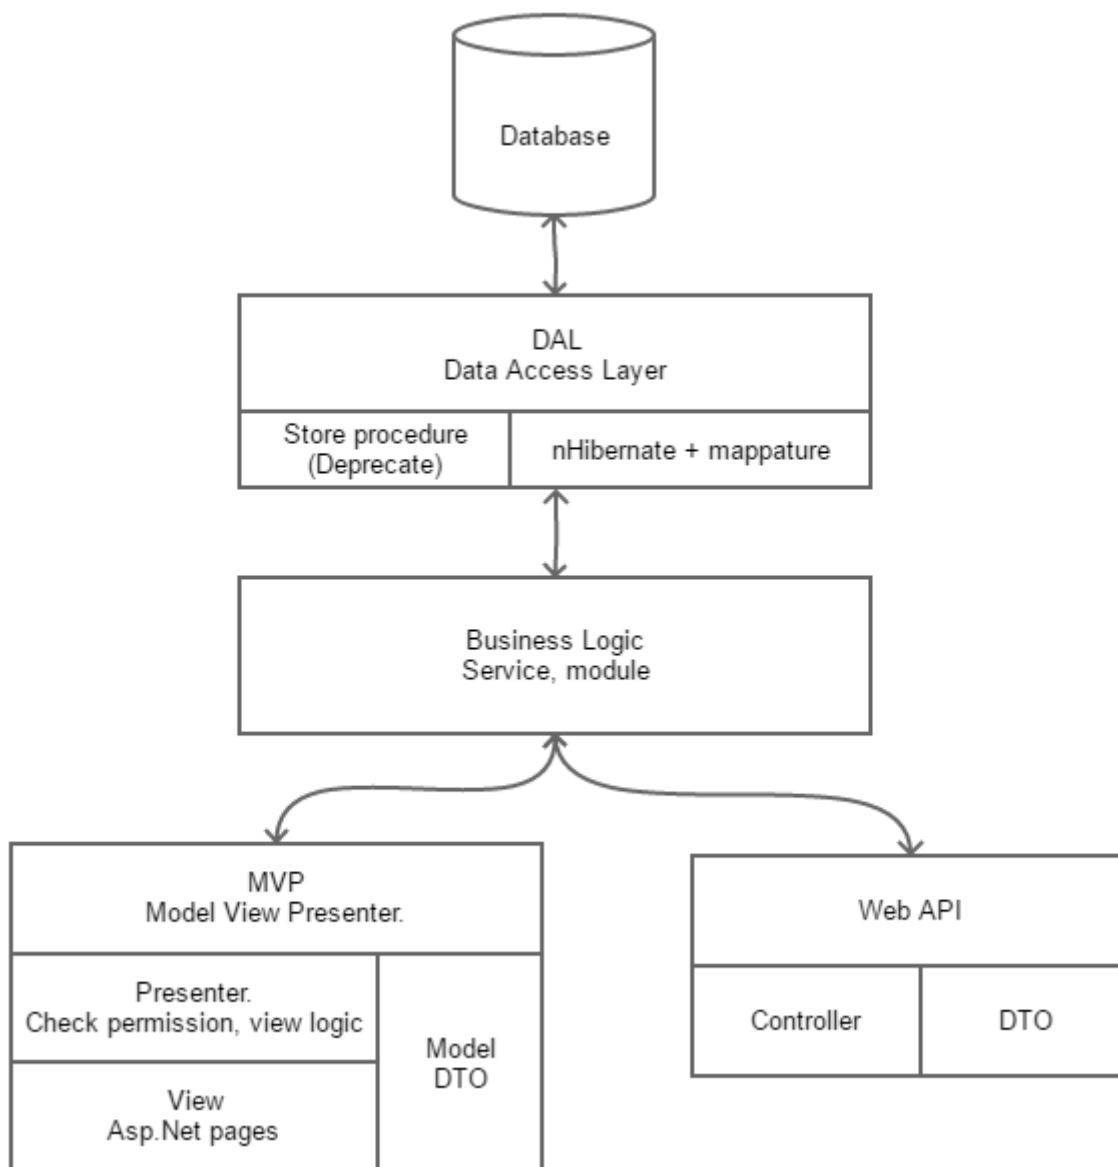 Database
DAL
Data Access Layer
Store procedure
(Deprecate)
nHibernate + mappature
Business Logic
Service, module
MVP
Model View Presenter.
Presenter.
Check permission, view logic
Model
DTO
View
Asp.Net pages
Web API
Controller
DTO